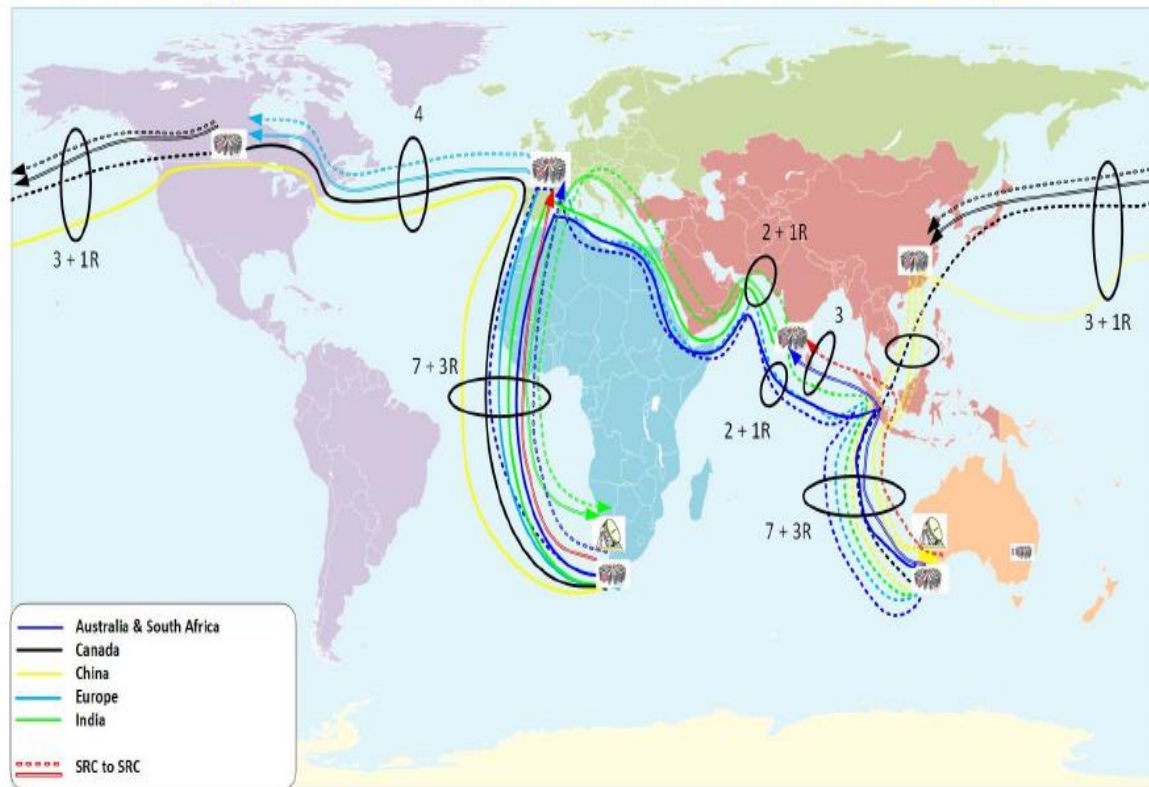 4
3 + 1R
2 + 1R
3
3 + 1R
7 + 3R
2 + 1R
7 + 3R
Australia & South Africa
Canada
China
Europe
India
SRC to SRC